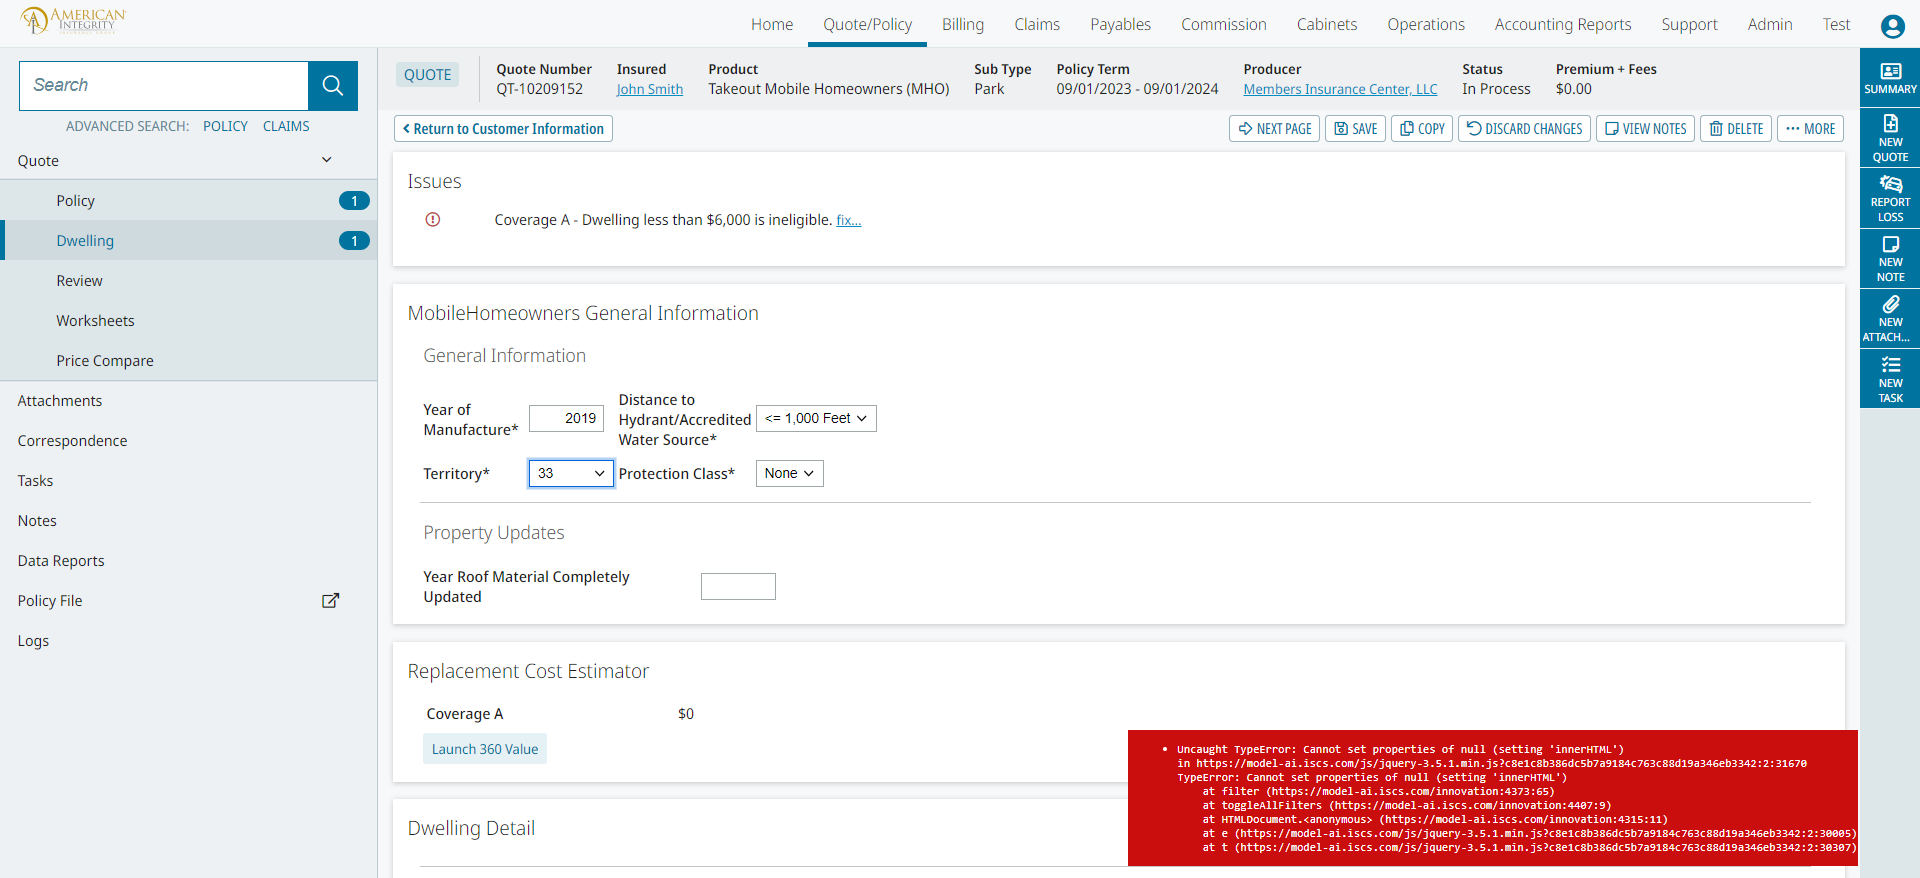 AMERICAN
INTEGRITY
Home Quote/Policy Billing Claims Payables Commission Cabinets Operations Accounting Reports Support Admin Test
Search
ADVANCED SEARCH: POLICY CLAIMS
Quote
Policy 1
Dwelling 1
Review
Worksheets
Price Compare
Attachments
Correspondence
Tasks
Notes
Data Reports
Policy File
Logs
QUOTE
Quote Number Insured Product Sub Type Policy Term Producer Status Premium + Fees
QT-10209152 John Smith Takeout Mobile Homeowners (MHO) Park 09/01/2023 - 09/01/2024 Members Insurance Center, LLC In Process $0.00
Return to Customer Information NEXT PAGE SAVE COPY DISCARD CHANGES VIEW NOTES DELETE ··· MORE
Issues
Coverage A - Dwelling less than $6,000 is ineligible. fix...
MobileHomeowners General Information
General Information
Year of Manufacture* 2019
Distance to
Hydrant/Accredited
Water Source*
<= 1,000 Feet
Territory* 33 Protection Class* None
Property Updates
Year Roof Material Completely
Updated
Replacement Cost Estimator
Coverage A $0
Launch 360 Value
Dwelling Detail
• Uncaught TypeError: Cannot set properties of null (setting 'innerHTML')
in https://model-ai.iscs.com/js/jquery-3.5.1.min.js?c8e1c8b386dc5b7a9184c763c88d19a346eb3342:2:31670
TypeError: Cannot set properties of null (setting 'innerHTML')
at filter (https://model-ai.iscs.com/innovation:4373:65)
at toggleAllFilters (https://model-ai.iscs.com/innovation:4407:9)
at HTMLDocument.<anonymous> (https://model-ai.iscs.com/innovation:4315:11)
at e (https://model-ai.iscs.com/js/jquery-3.5.1.min.js?c8e1c8b386dc5b7a9184c763c88d19a346eb3342:2:30005)
at t (https://model-ai.iscs.com/js/jquery-3.5.1.min.js?c8e1c8b386dc5b7a9184c763c88d19a346eb3342:2:30307)
SUMMARY
NEW
QUOTE
REPORT
LOSS
NEW
NOTE
NEW
ATTACH...
NEW
TASK